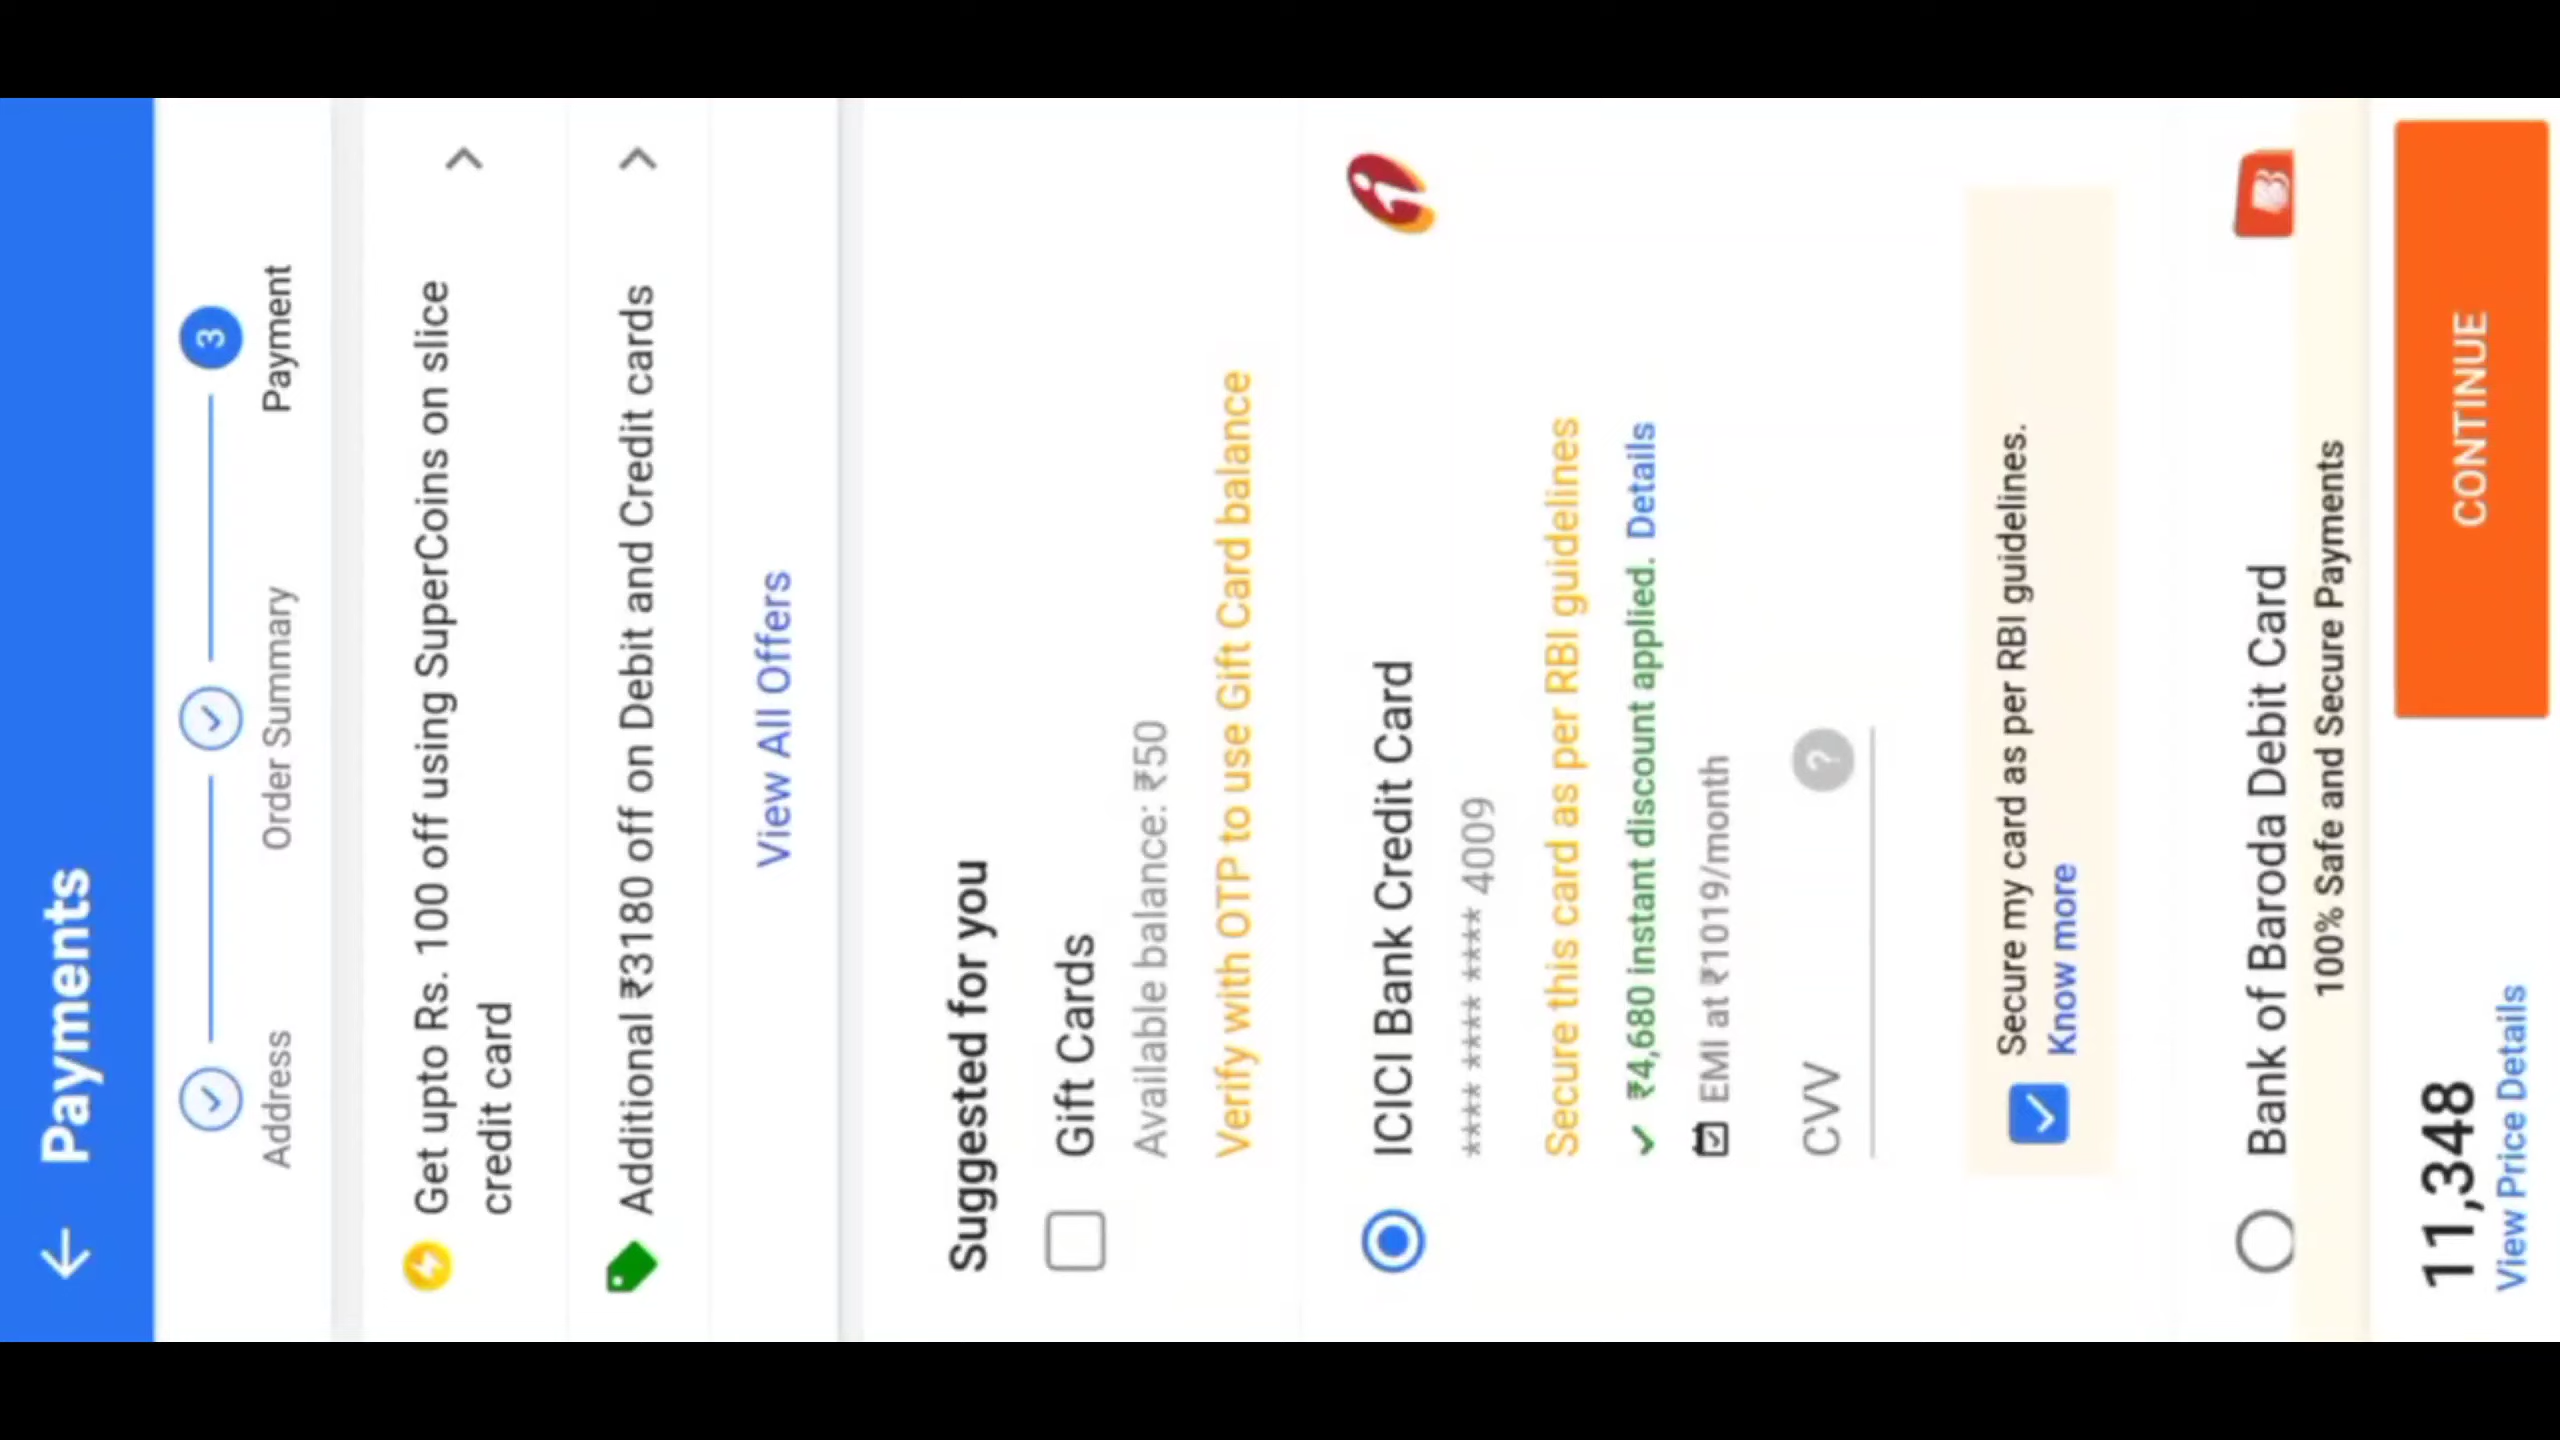 Payments
3
Address
Order Summary
Payment
Get upto Rs. 100 off using SuperCoins on slice
credit card
Additional ₹3180 off on Debit and Credit cards
View All Offers
Suggested for you
Gift Cards
Available balance: ₹50
Verify with OTP to use Gift Card balance
ICICI Bank Credit Card
**** **** **** 4009
Secure this card as per RBI guidelines
₹4,680 instant discount applied. Details
EMI at ₹1019/month
CVV ?
Secure my card as per RBI guidelines.
Know more
Bank of Baroda Debit Card
100% Safe and Secure Payments
11,348
View Price Details
CONTINUE